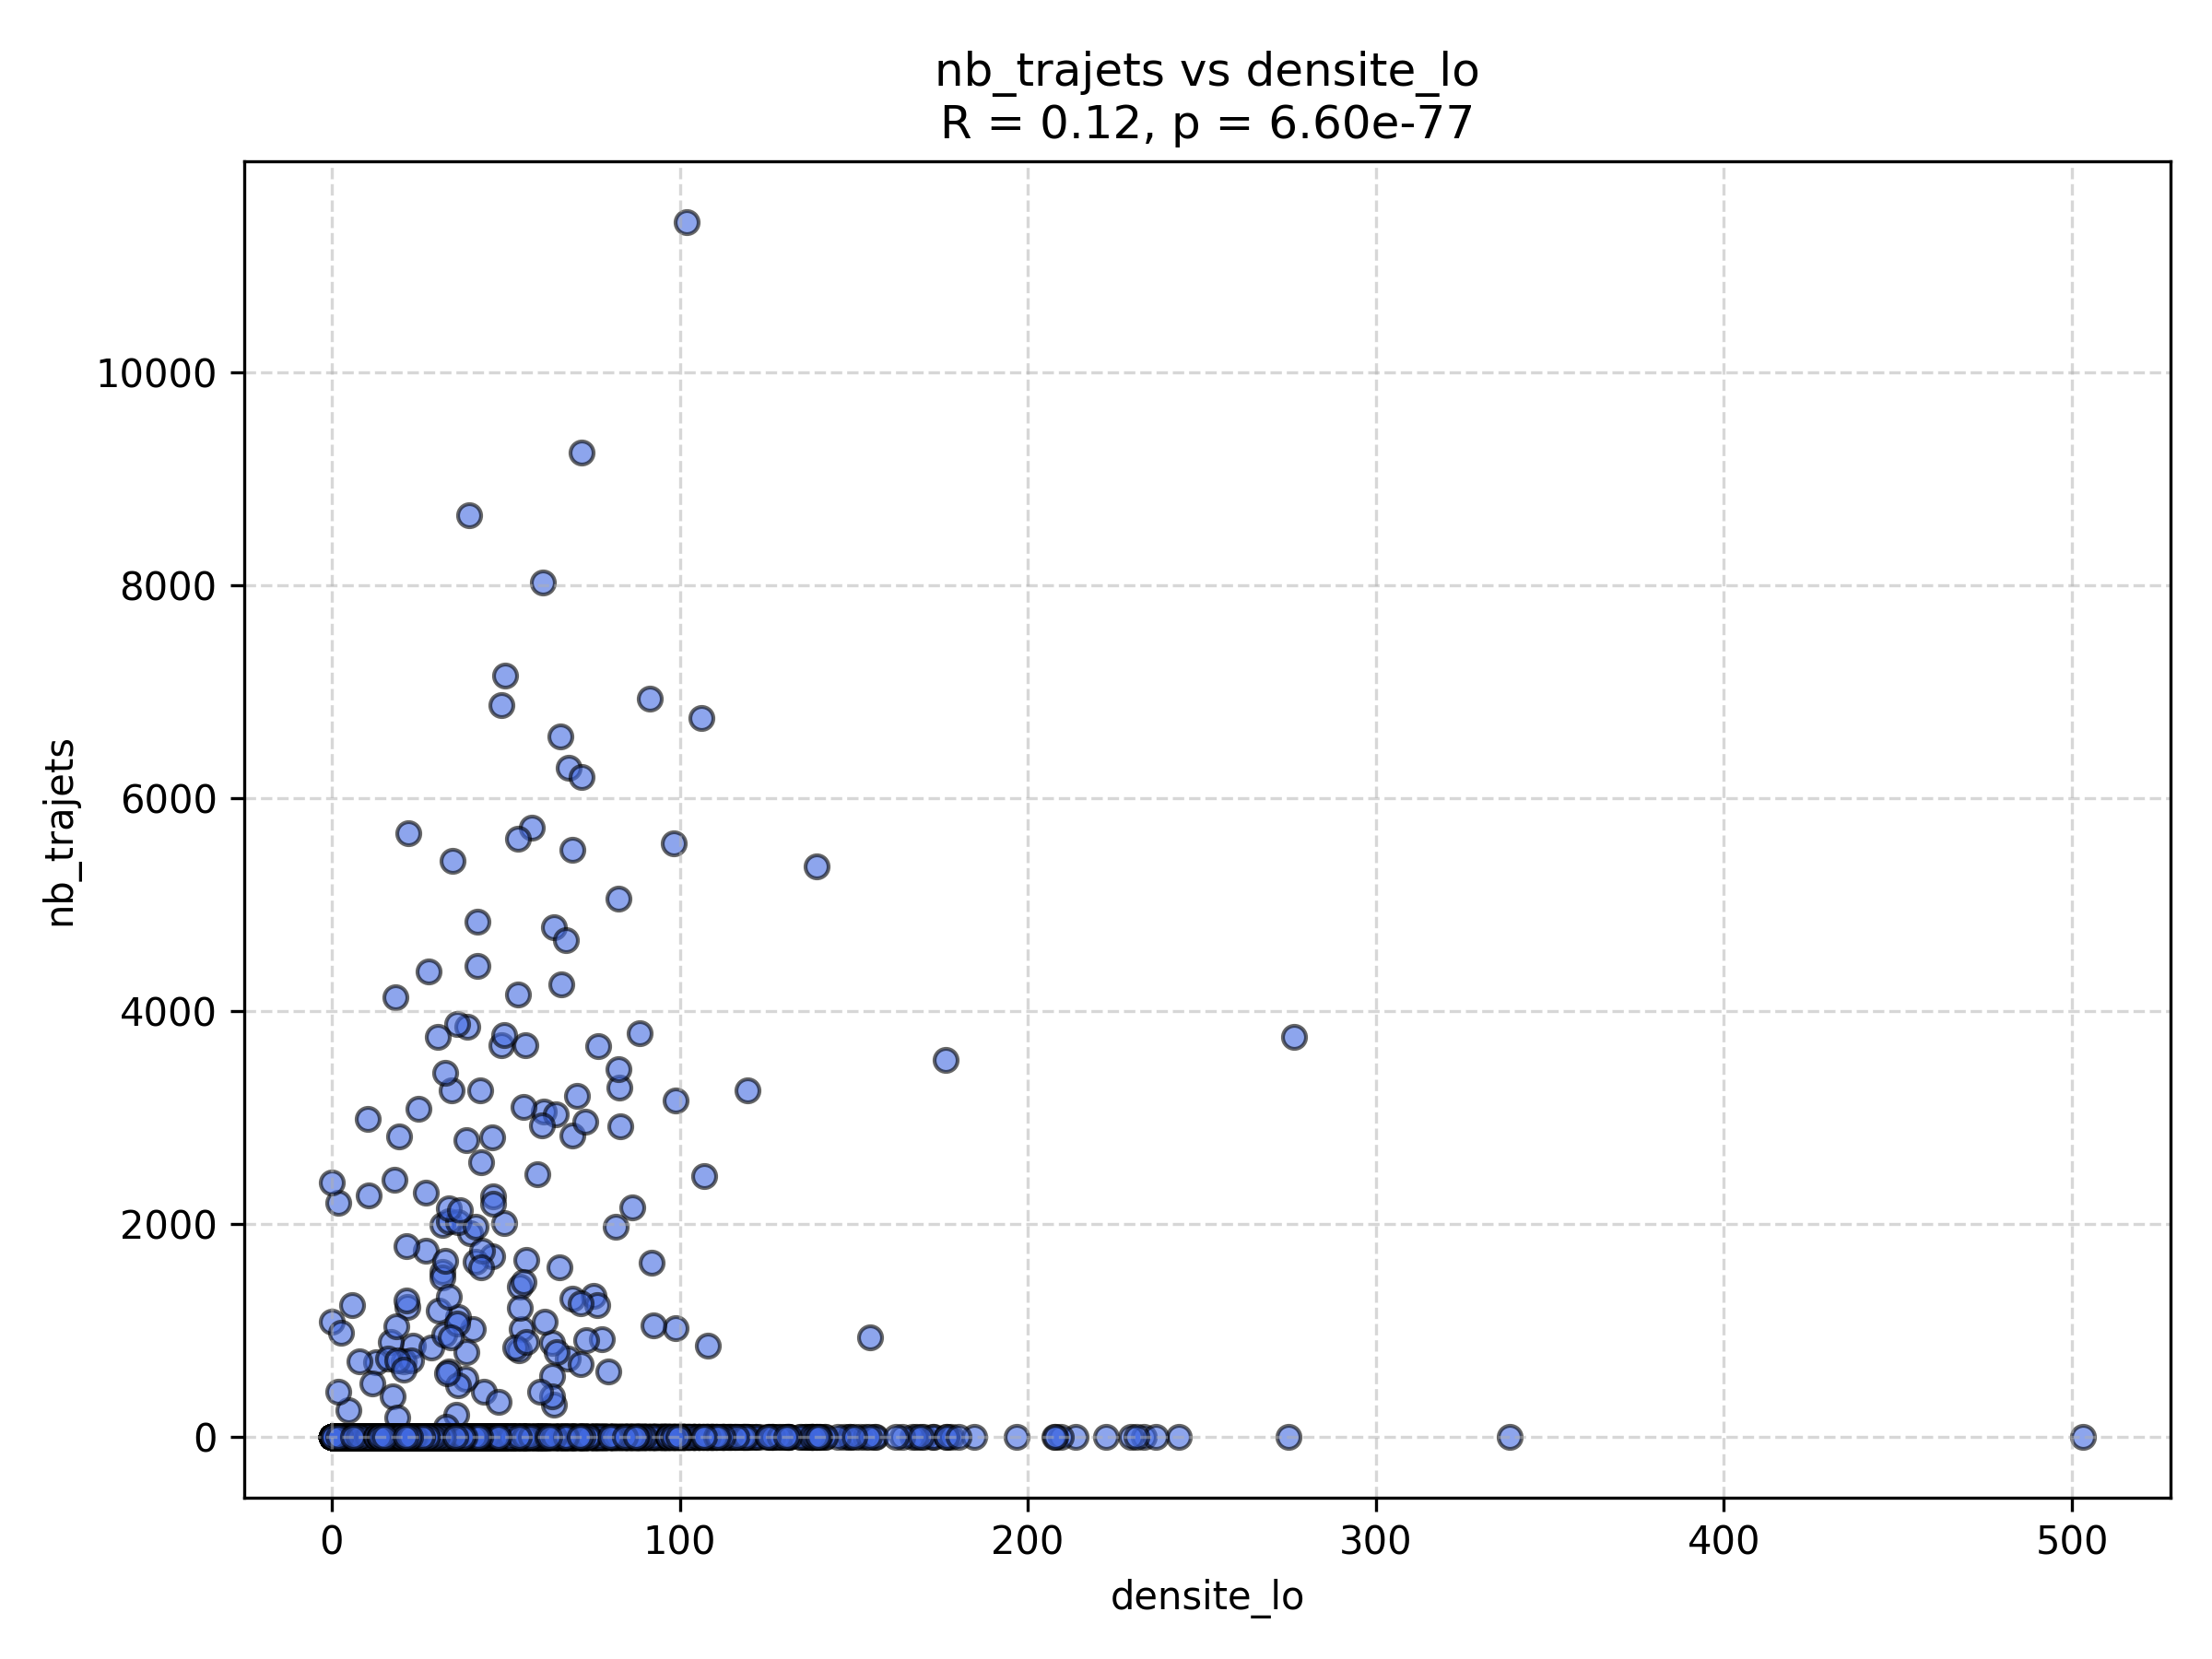 nb_trajets vs densite_lo
R = 0.12, p = 6.60e-77
10000
8000
6000
4000
2000
0
nb_trajets
0 100 200 300 400 500
densite_lo